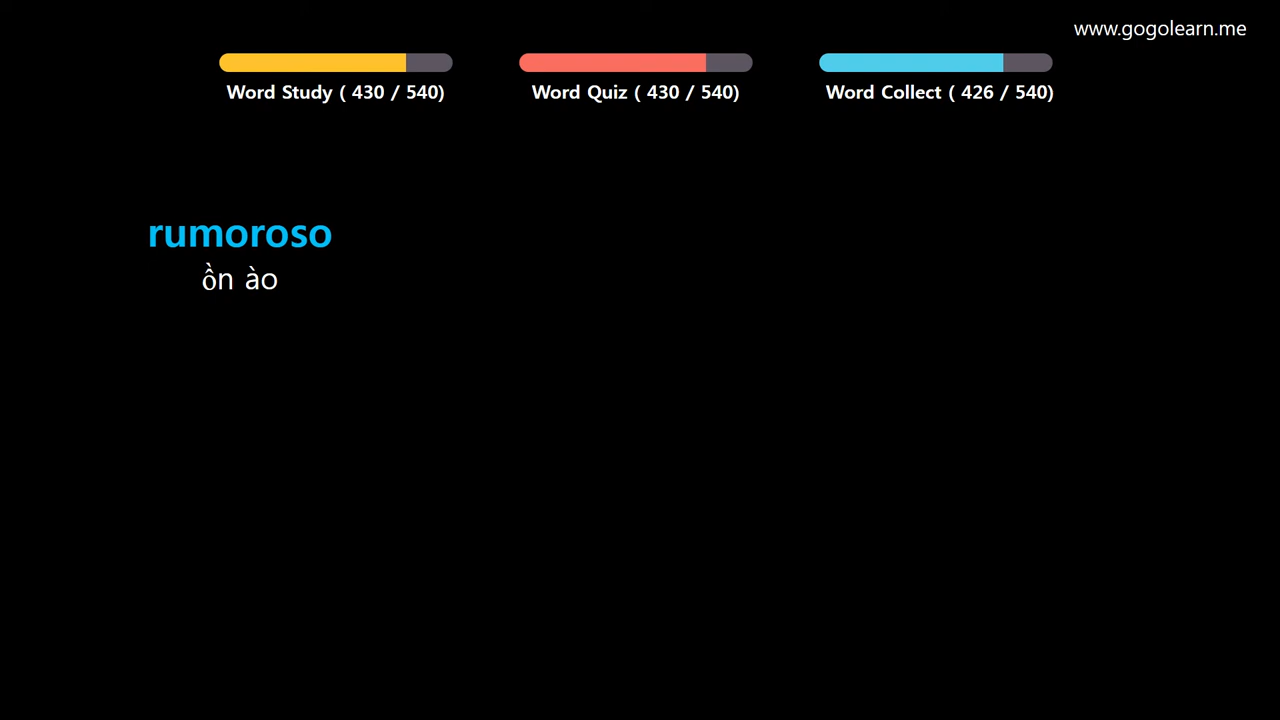 www.gogolearn.me
Word Study ( 430 / 540)
Word Quiz ( 430 / 540)
Word Collect ( 426 / 540)
rumoroso
ồn ào